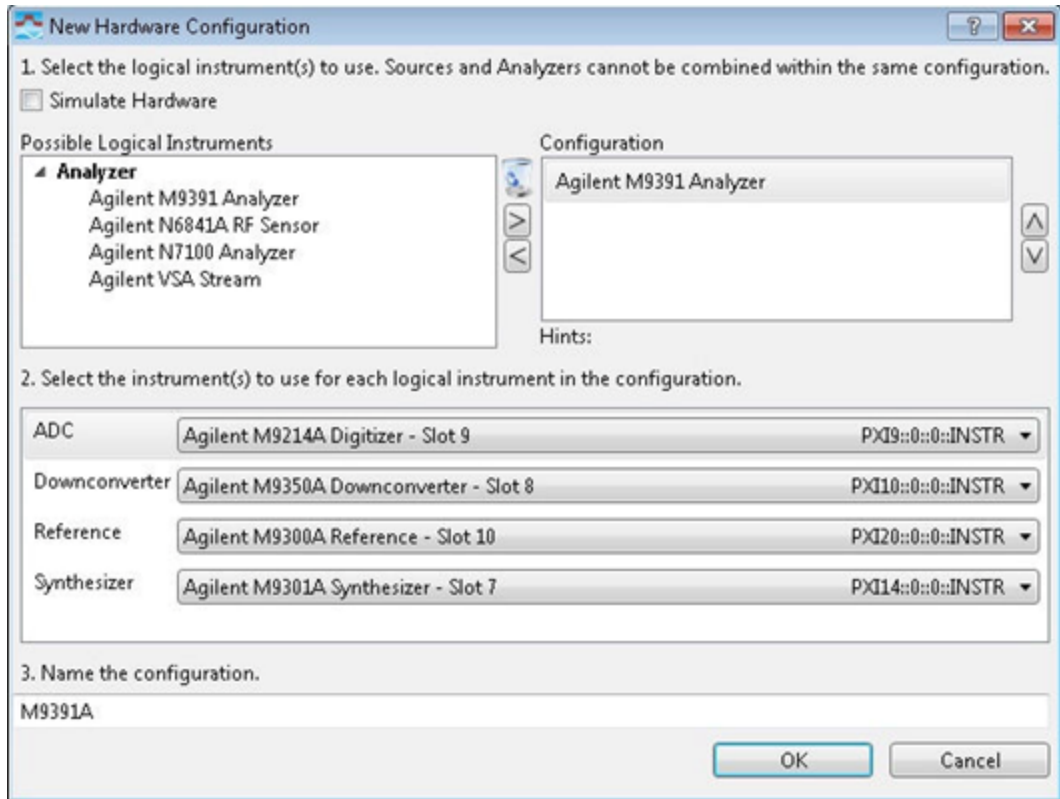 New Hardware Configuration
1. Select the logical instrument(s) to use. Sources and Analyzers cannot be combined within the same configuration.
Simulate Hardware
Possible Logical Instruments
Analyzer
Agilent M9391 Analyzer
Agilent N6841A RF Sensor
Agilent N7100 Analyzer
Agilent VSA Stream
>
<
Configuration
Agilent M9391 Analyzer
Hints:
2. Select the instrument(s) to use for each logical instrument in the configuration.
ADC Agilent M9214A Digitizer - Slot 9 PXI9::0::0::INSTR
Downconverter Agilent M9350A Downconverter - Slot 8 PXI10::0::0::INSTR
Reference Agilent M9300A Reference - Slot 10 PXI20::0::0::INSTR
Synthesizer Agilent M9301A Synthesizer - Slot 7 PXI14::0::0::INSTR
3. Name the configuration.
M9391A
OK Cancel